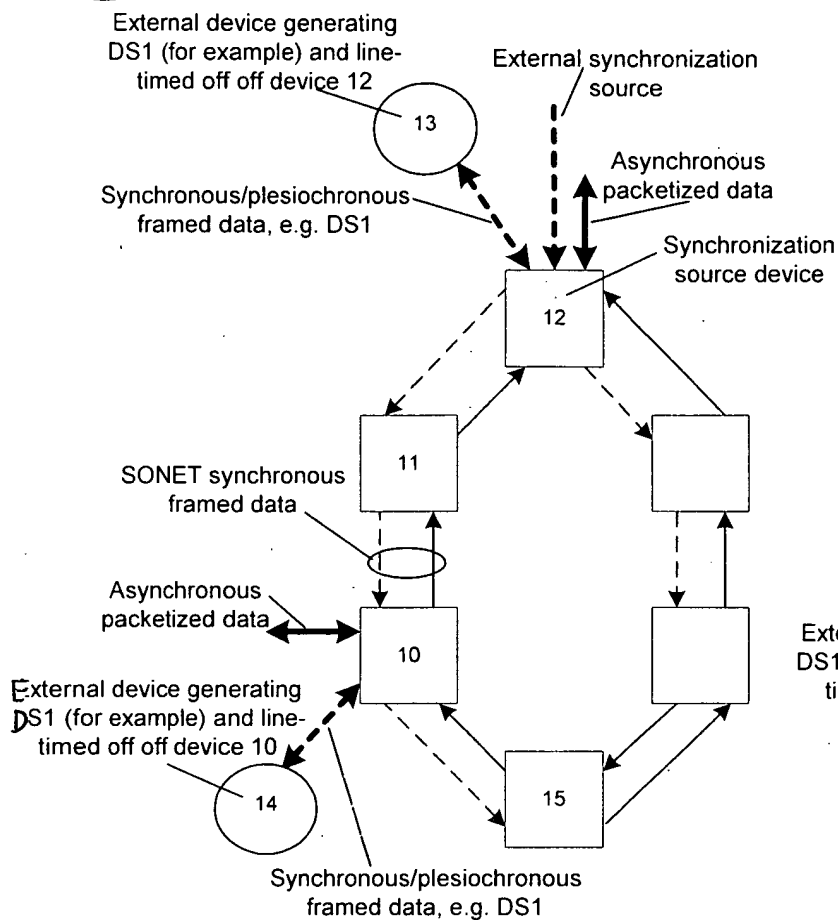 External device generating
DS1 (for example) and line-
timed off off device 12
External synchronization
source
13
Asynchronous
packetized data
Synchronous/plesiochronous
framed data, e.g. DS1
Synchronization
source device
12
11
SONET synchronous
framed data
Asynchronous
packetized data
10
External device generating
DS1 (for example) and line-
timed off off device 10
14
15
Synchronous/plesiochronous
framed data, e.g. DS1
Exte
DS1
ti